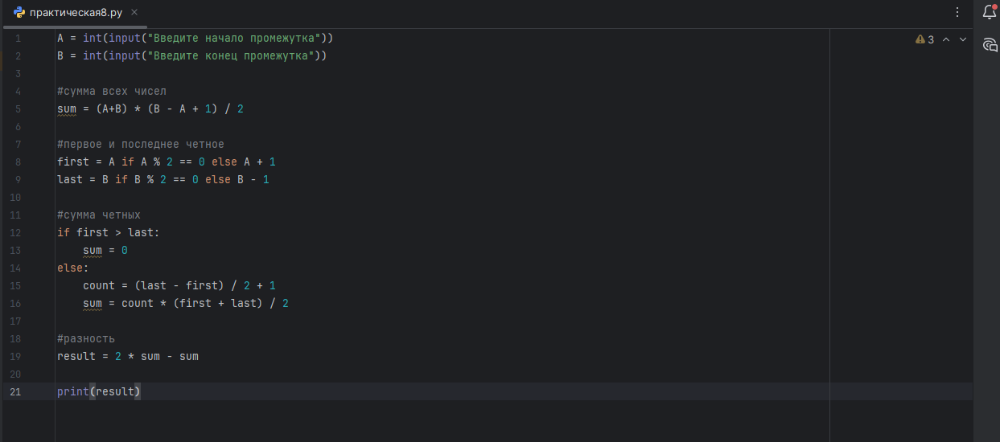 практическая8.py
3
1 A = int(input("Введите начало промежутка"))
2 B = int(input("Введите конец промежутка"))
3
4 #сумма всех чисел
5 sum = (A+B) * (B - A + 1) / 2
6
7 #первое и последнее четное
8 first = A if A % 2 == 0 else A + 1
9 last = B if B % 2 == 0 else B - 1
10
11 #сумма четных
12 if first > last:
13     sum = 0
14 else:
15     count = (last - first) / 2 + 1
16     sum = count * (first + last) / 2
17
18 #разность
19 result = 2 * sum - sum
20
21 print(result)